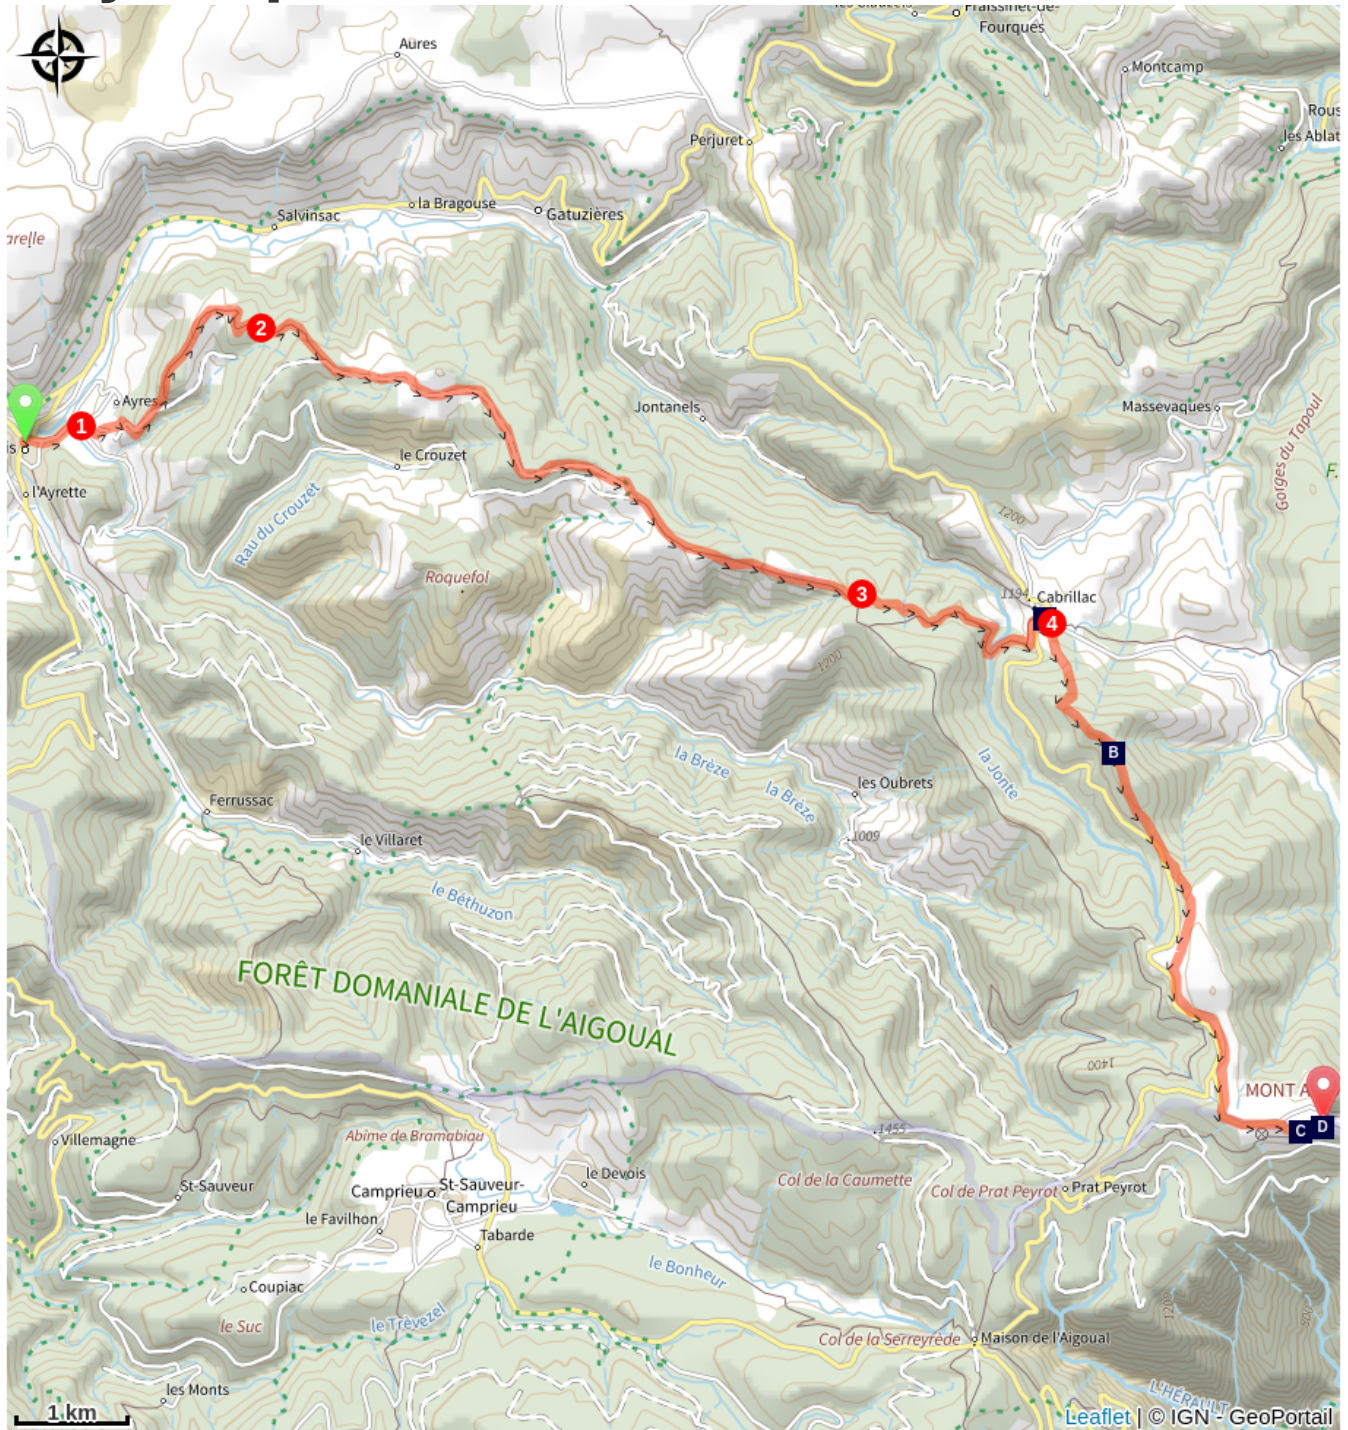 Aures
Fraissinet-de-
Fourques
Montcamp
les Ablat
Perjuret
Salvinsac
la Bragouse
Gatuzières
arelle
2
1
Ayres
is
l'Ayrette
le Crouzet
Rau du Crouzet
Roquefol
Jontanels
Massevaques
Gorges du Tapoul
F.
1200
3
1194
Cabrillac
4
1200
B
la Brèze
la Brèze
la Jonte
les Oubrets
1009
Ferrussac
le Villaret
le Béthuzon
FORÊT DOMANIALE DE L'AIGOUAL
1400
MONT A
C
D
1455
Villemagne
Abîme de Bramabiau
St-Sauveur
Camprieu
St-Sauveur-
Camprieu
le Devois
le Favilhon
Tabarde
Col de la Caumette
Col de Prat Peyrot
Prat Peyrot
Coupiac
le Bonheur
le Suc
le Trèvezel
Col de la Serreyrède
Maison de l'Aigoual
les Monts
L'HÉRAULT
1 km
Leaflet | © IGN - GeoPortail